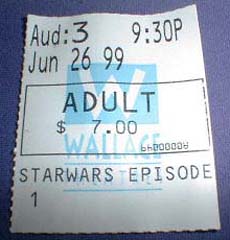 Aud:3 9:30P
Jun 26 99
W
ADULT
$ 7.00
WALLACE
STARWARS EPISODE
1